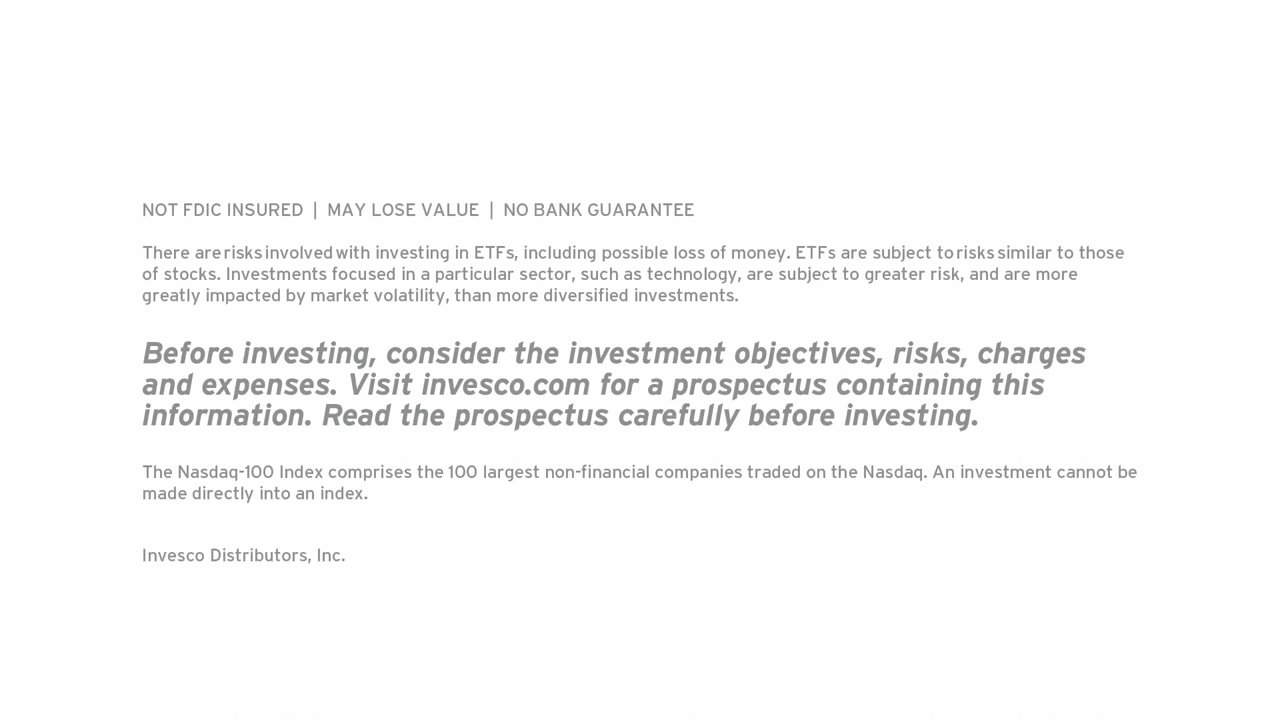 NOT FDIC INSURED | MAY LOSE VALUE | NO BANK GUARANTEE
There are risks involved with investing in ETFs, including possible loss of money. ETFs are subject to risks similar to those
of stocks. Investments focused in a particular sector, such as technology, are subject to greater risk, and are more
greatly impacted by market volatility, than more diversified investments.
Before investing, consider the investment objectives, risks, charges
and expenses. Visit invesco.com for a prospectus containing this
information. Read the prospectus carefully before investing.
The Nasdaq-100 Index comprises the 100 largest non-financial companies traded on the Nasdaq. An investment cannot be
made directly into an index.
Invesco Distributors, Inc.